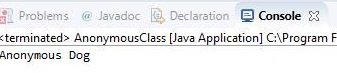 Problems @ Javadoc Declaration Console
<terminated> AnonymousClass [Java Application] C:\Program F
Anonymous Dog